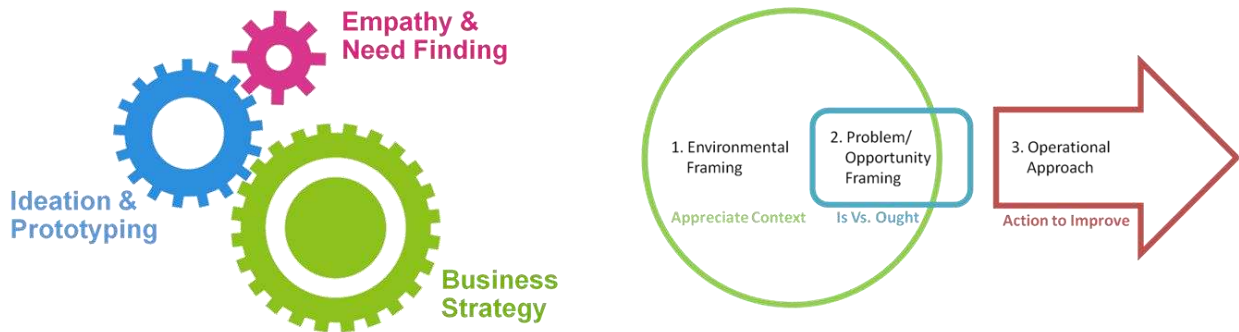 Empathy &
Need Finding
Ideation &
Prototyping
Business
Strategy
1. Environmental
Framing
Appreciate Context
2. Problem/
Opportunity
Framing
Is Vs. Ought
3. Operational
Approach
Action to Improve